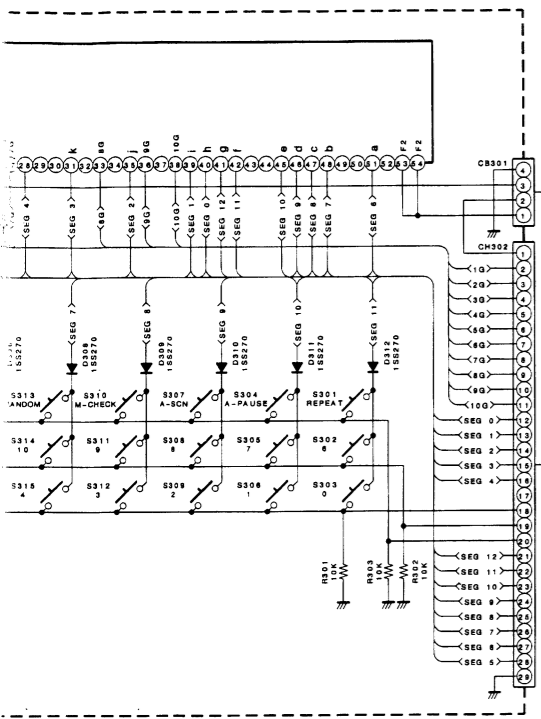 k
8G
j
9G
10G
i
h
g
f
e
d
c
b
a
F2
F2
28 29 30 31 32 33 34 35 36 37 38 39 40 41 42 43 44 45 46 47 48 49 50 51 52 53 54
CB301
4
3
2
1
SEG 4
SEG 3
8G
SEG 2
9G
10G
SEG 1
SEG 0
SEG 12
SEG 11
SEG 10
SEG 9
SEG 8
SEG 7
SEG 6
CH302
1
1G 2
2G 3
3G 4
4G 5
5G 6
6G 7
7G 8
8G 9
9G 10
10G 11
SEG 0 12
SEG 1 13
SEG 2 14
SEG 3 15
SEG 4 16
17
18
19
20
SEG 12 21
SEG 11 22
SEG 10 23
SEG 9 24
SEG 8 25
SEG 7 26
SEG 6 27
SEG 5 28
29
SEG 7
SEG 8
SEG 9
SEG 10
SEG 11
D308
1SS270
D309
1SS270
D310
1SS270
D311
1SS270
D312
1SS270
S313 S310 S307 S304 S301
ANDOM M-CHECK A-SCN A-PAUSE REPEAT
S314 S311 S308 S305 S302
10 9 8 7 6
S315 S312 S309 S306 S303
4 3 2 1 0
R301
10K
R303
10K
R302
10K